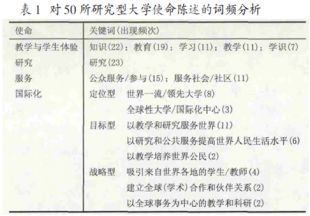 表1 对50所研究型大学使命陈述的词频分析
使命 关键词(出现频次)
教学与学生体验 知识(22);教育(19);学习(11);教学(11);学识(7)
研究 研究(23)
服务 公众服务/参与(15);服务社会/社区(11)
国际化 定位型 世界一流/领先大学(8)
全球性大学/国际化中心(3)
目标型 以教学和研究服务世界(11)
以研究和公共服务提高世界人民生活水平(6)
以教学培养世界公民(2)
战略型 吸引来自世界各地的学生/教师(4)
建立全球(学术)合作和伙伴关系(2)
以全球事务为中心的教学和科研(2)